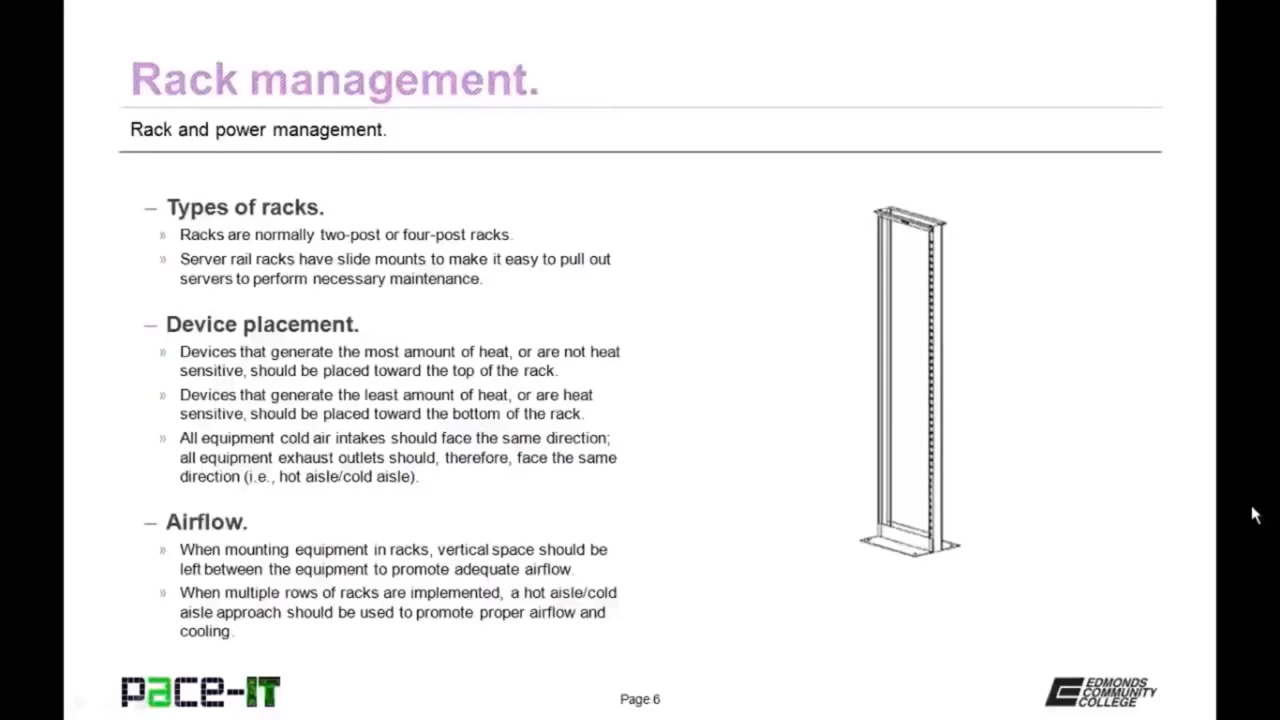 Rack management.
Rack and power management.
– Types of racks.
» Racks are normally two-post or four-post racks.
» Server rail racks have slide mounts to make it easy to pull out
servers to perform necessary maintenance.
– Device placement.
» Devices that generate the most amount of heat, or are not heat
sensitive, should be placed toward the top of the rack.
» Devices that generate the least amount of heat, or are heat
sensitive, should be placed toward the bottom of the rack.
» All equipment cold air intakes should face the same direction;
all equipment exhaust outlets should, therefore, face the same
direction (i.e., hot aisle/cold aisle).
– Airflow.
» When mounting equipment in racks, vertical space should be
left between the equipment to promote adequate airflow.
» When multiple rows of racks are implemented, a hot aisle/cold
aisle approach should be used to promote proper airflow and
cooling.
pace-IT
Page 6
EDMONDS
COMMUNITY
COLLEGE